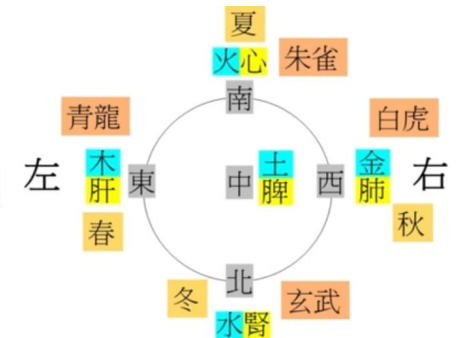 夏
火心 朱雀
南
青龍 白虎
左 木肝 東 中 土脾 西 金肺 右
春 秋
北
冬 玄武
水腎